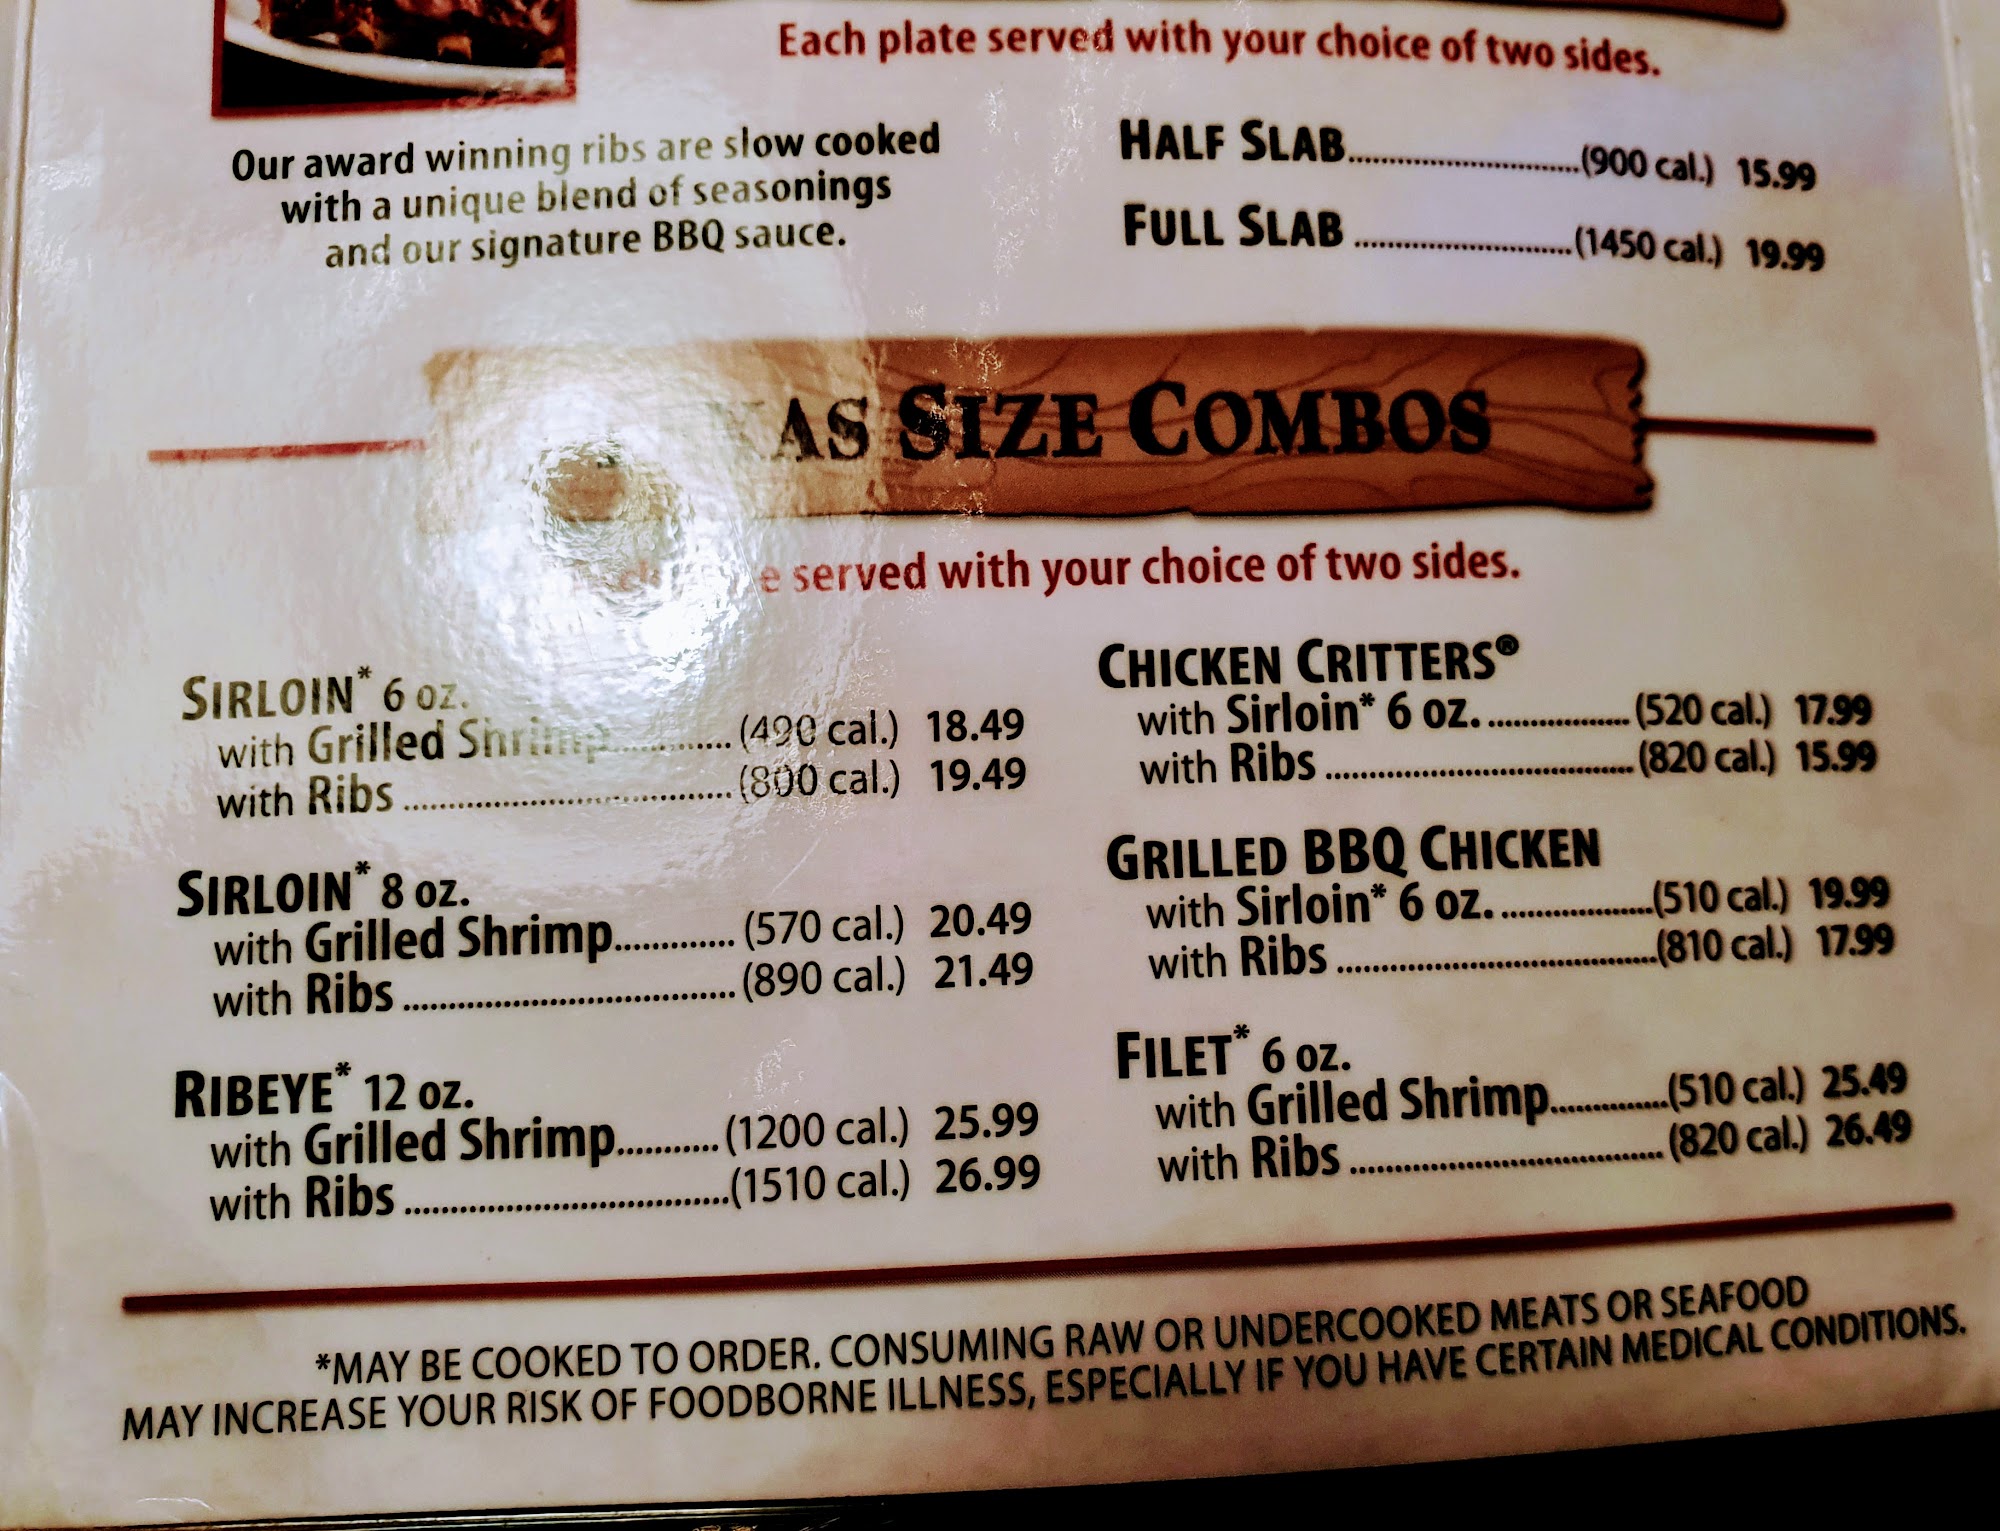 Each plate served with your choice of two sides.
Our award winning ribs are slow cooked
with a unique blend of seasonings
and our signature BBQ sauce.
HALF SLAB..............................(900 cal.) 15.99
FULL SLAB ............................(1450 cal.) 19.99
SIZE COMBOS
served with your choice of two sides.
SIRLOIN* 6 oz.
with Grilled Shrimp............. (490 cal.) 18.49
with Ribs .................................... (800 cal.) 19.49
SIRLOIN* 8 oz.
with Grilled Shrimp............. (570 cal.) 20.49
with Ribs .................................... (890 cal.) 21.49
RIBEYE* 12 oz.
with Grilled Shrimp........... (1200 cal.) 25.99
with Ribs ...................................(1510 cal.) 26.99
CHICKEN CRITTERS®
with Sirloin* 6 oz. ................ (520 cal.) 17.99
with Ribs .................................. (820 cal.) 15.99
GRILLED BBQ CHICKEN
with Sirloin* 6 oz. .................(510 cal.) 19.99
with Ribs ...................................(810 cal.) 17.99
FILET* 6 oz.
with Grilled Shrimp.............(510 cal.) 25.49
with Ribs .................................. (820 cal.) 26.49
*MAY BE COOKED TO ORDER. CONSUMING RAW OR UNDERCOOKED MEATS OR SEAFOOD
MAY INCREASE YOUR RISK OF FOODBORNE ILLNESS, ESPECIALLY IF YOU HAVE CERTAIN MEDICAL CONDITIONS.